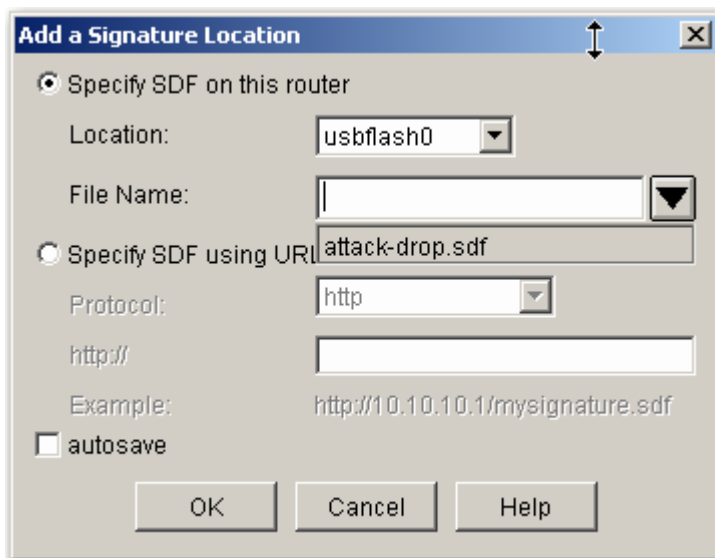 Add a Signature Location
Specify SDF on this router
Location: usbflash0
File Name:
attack-drop.sdf
Specify SDF using URL
Protocol: http
http://
Example: http://10.10.10.1/mysignature.sdf
autosave
OK Cancel Help